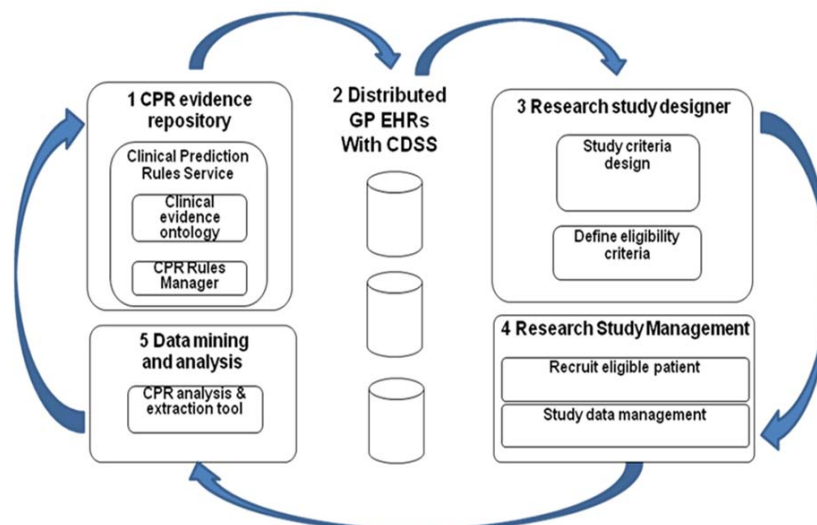 1 CPR evidence
repository
Clinical Prediction
Rules Service
Clinical
evidence
ontology
CPR Rules
Manager
2 Distributed
GP EHRs
With CDSS
3 Research study designer
Study criteria
design
Define eligibility
criteria
4 Research Study Management
Recruit eligible patient
Study data management
5 Data mining
and analysis
CPR analysis &
extraction tool